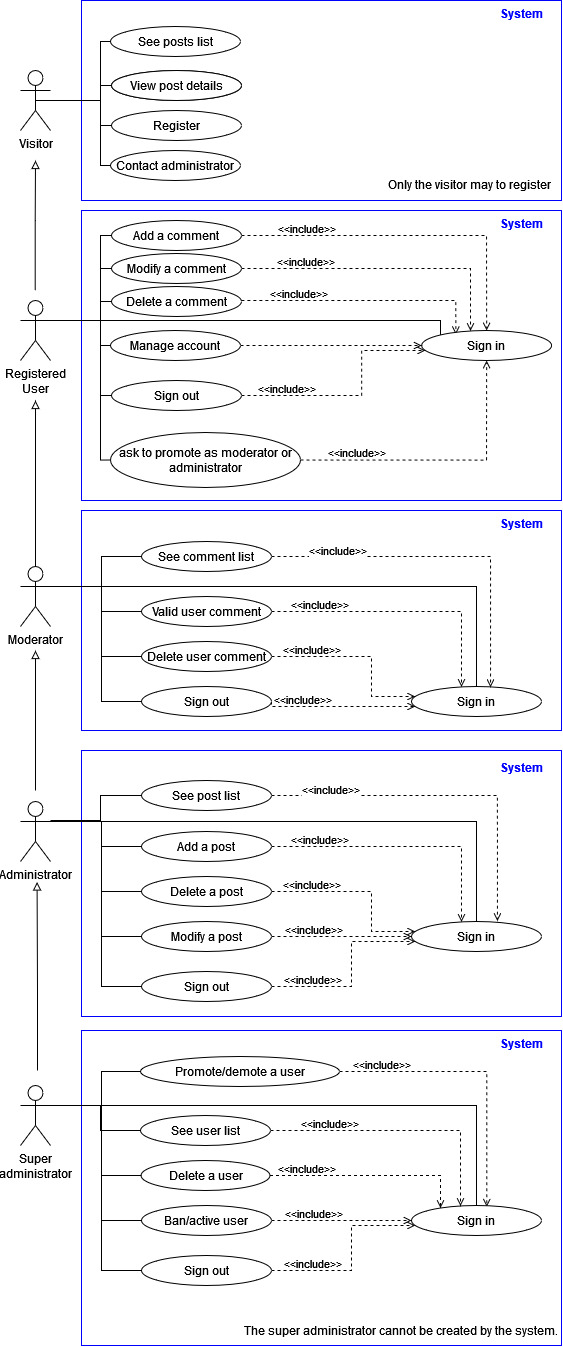 System
See posts list
View post details
Visitor
Register
Contact administrator
Only the visitor may to register
System
Add a comment
<<include>>
Modify a comment
<<include>>
Delete a comment
<<include>>
Manage account
Sign in
Registered
User
Sign out
<<include>>
ask to promote as moderator or
administrator
<<include>>
System
See comment list
<<include>>
Valid user comment
<<include>>
Moderator
Delete user comment
<<include>>
Sign out
<<include>>
Sign in
System
See post list
<<include>>
Add a post
<<include>>
Administrator
Delete a post
<<include>>
Modify a post
<<include>>
Sign in
Sign out
<<include>>
System
Promote/demote a user
<<include>>
See user list
<<include>>
Super
administrator
Delete a user
<<include>>
Ban/active user
<<include>>
Sign in
Sign out
<<include>>
The super administrator cannot be created by the system.